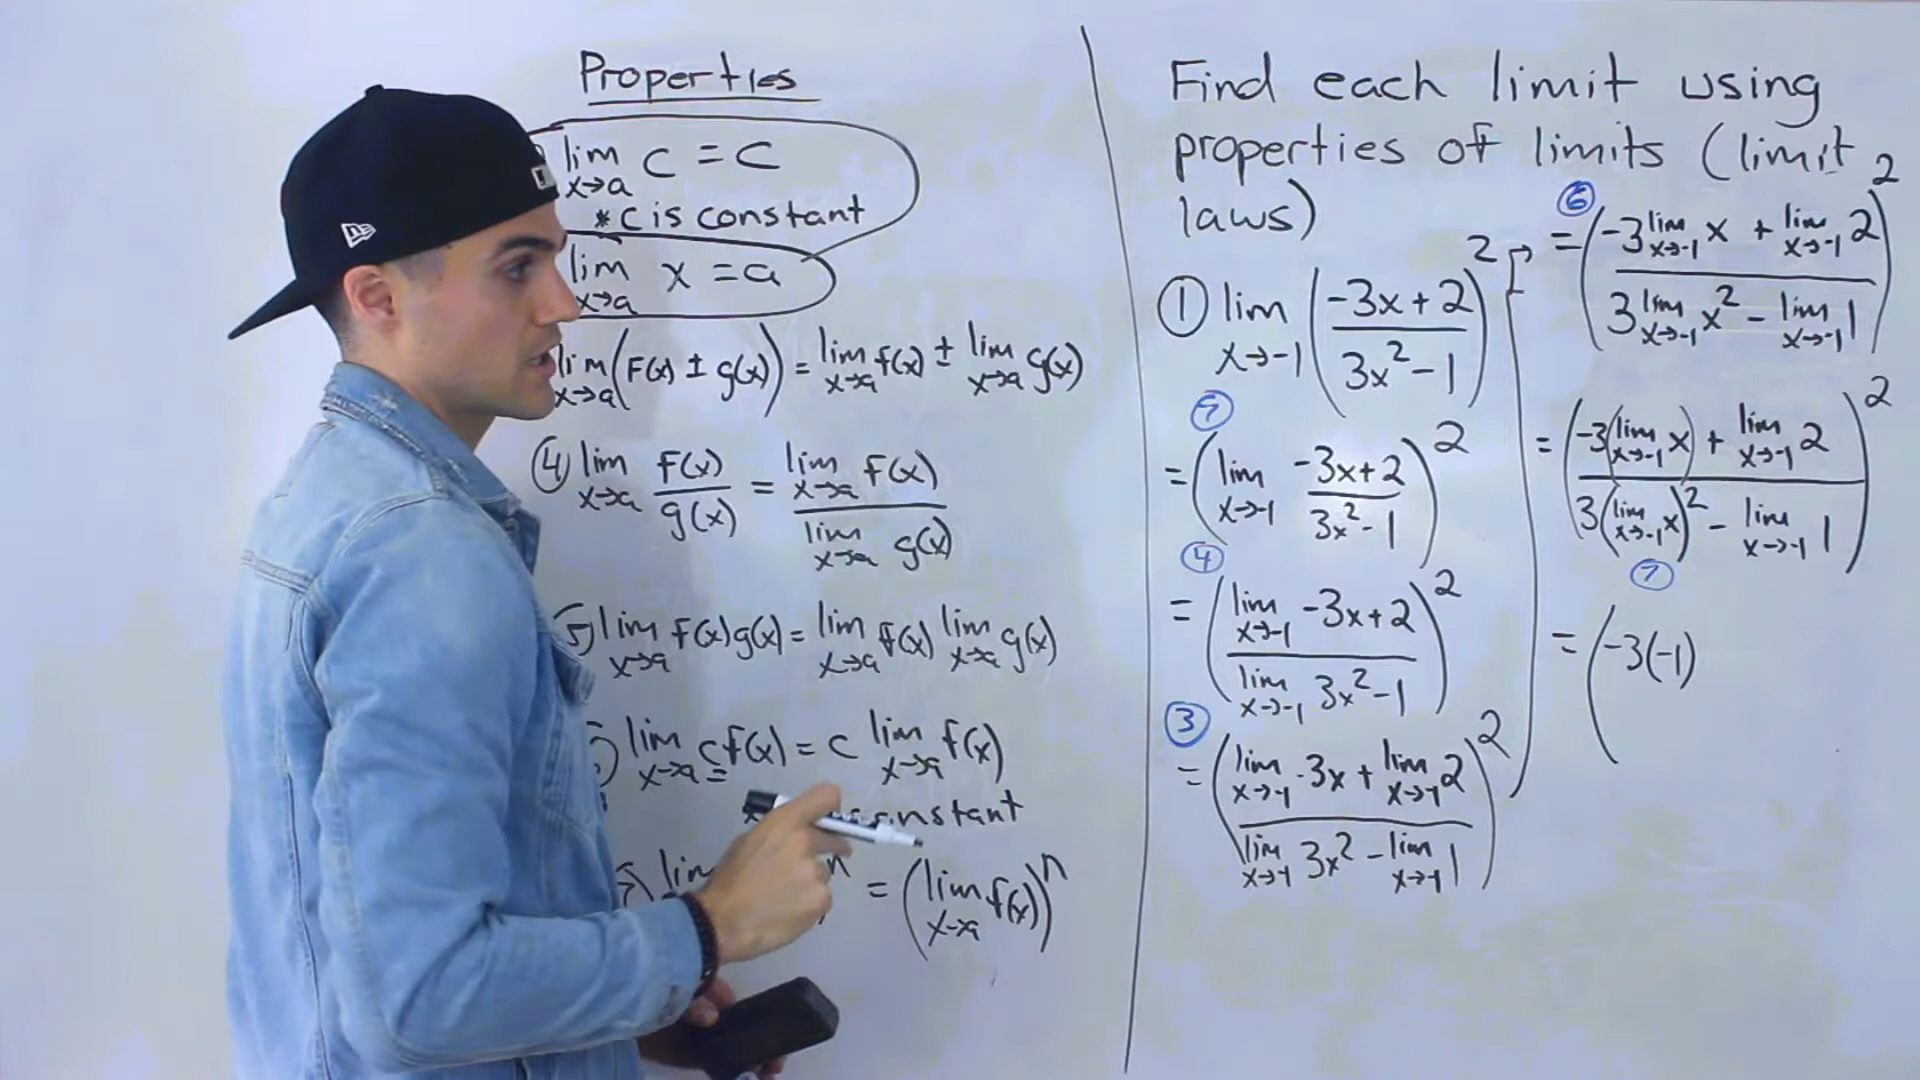 Properties
lim x→a c = c
*c is constant
lim x→a x = a
lim x→a (f(x) ± g(x)) = lim x→a f(x) ± lim x→a g(x)
④ lim x→a f(x)/g(x) = lim x→a f(x) / lim x→a g(x)
5) lim x→a f(x)g(x) = lim x→a f(x) lim x→a g(x)
) lim x→a cf(x) = c lim x→a f(x)
lim n = (lim x→a f(x))^n
Find each limit using
properties of limits (limit
laws)
① lim x→-1 ((-3x+2)/(3x²-1))²
⑦
= (lim x→-1 (-3x+2)/(3x²-1))²
④
= ((lim x→-1 -3x+2)/(lim x→-1 3x²-1))²
③
= ((lim x→-1 -3x + lim x→-1 2)/(lim x→-1 3x² - lim x→-1 1))²
⑥
= ((-3 lim x→-1 x + lim x→-1 2)/(3 lim x→-1 x² - lim x→-1 1))²
= ((-3(lim x→-1 x) + lim x→-1 2)/(3(lim x→-1 x)² - lim x→-1 1))²
⑦
= (-3(-1)